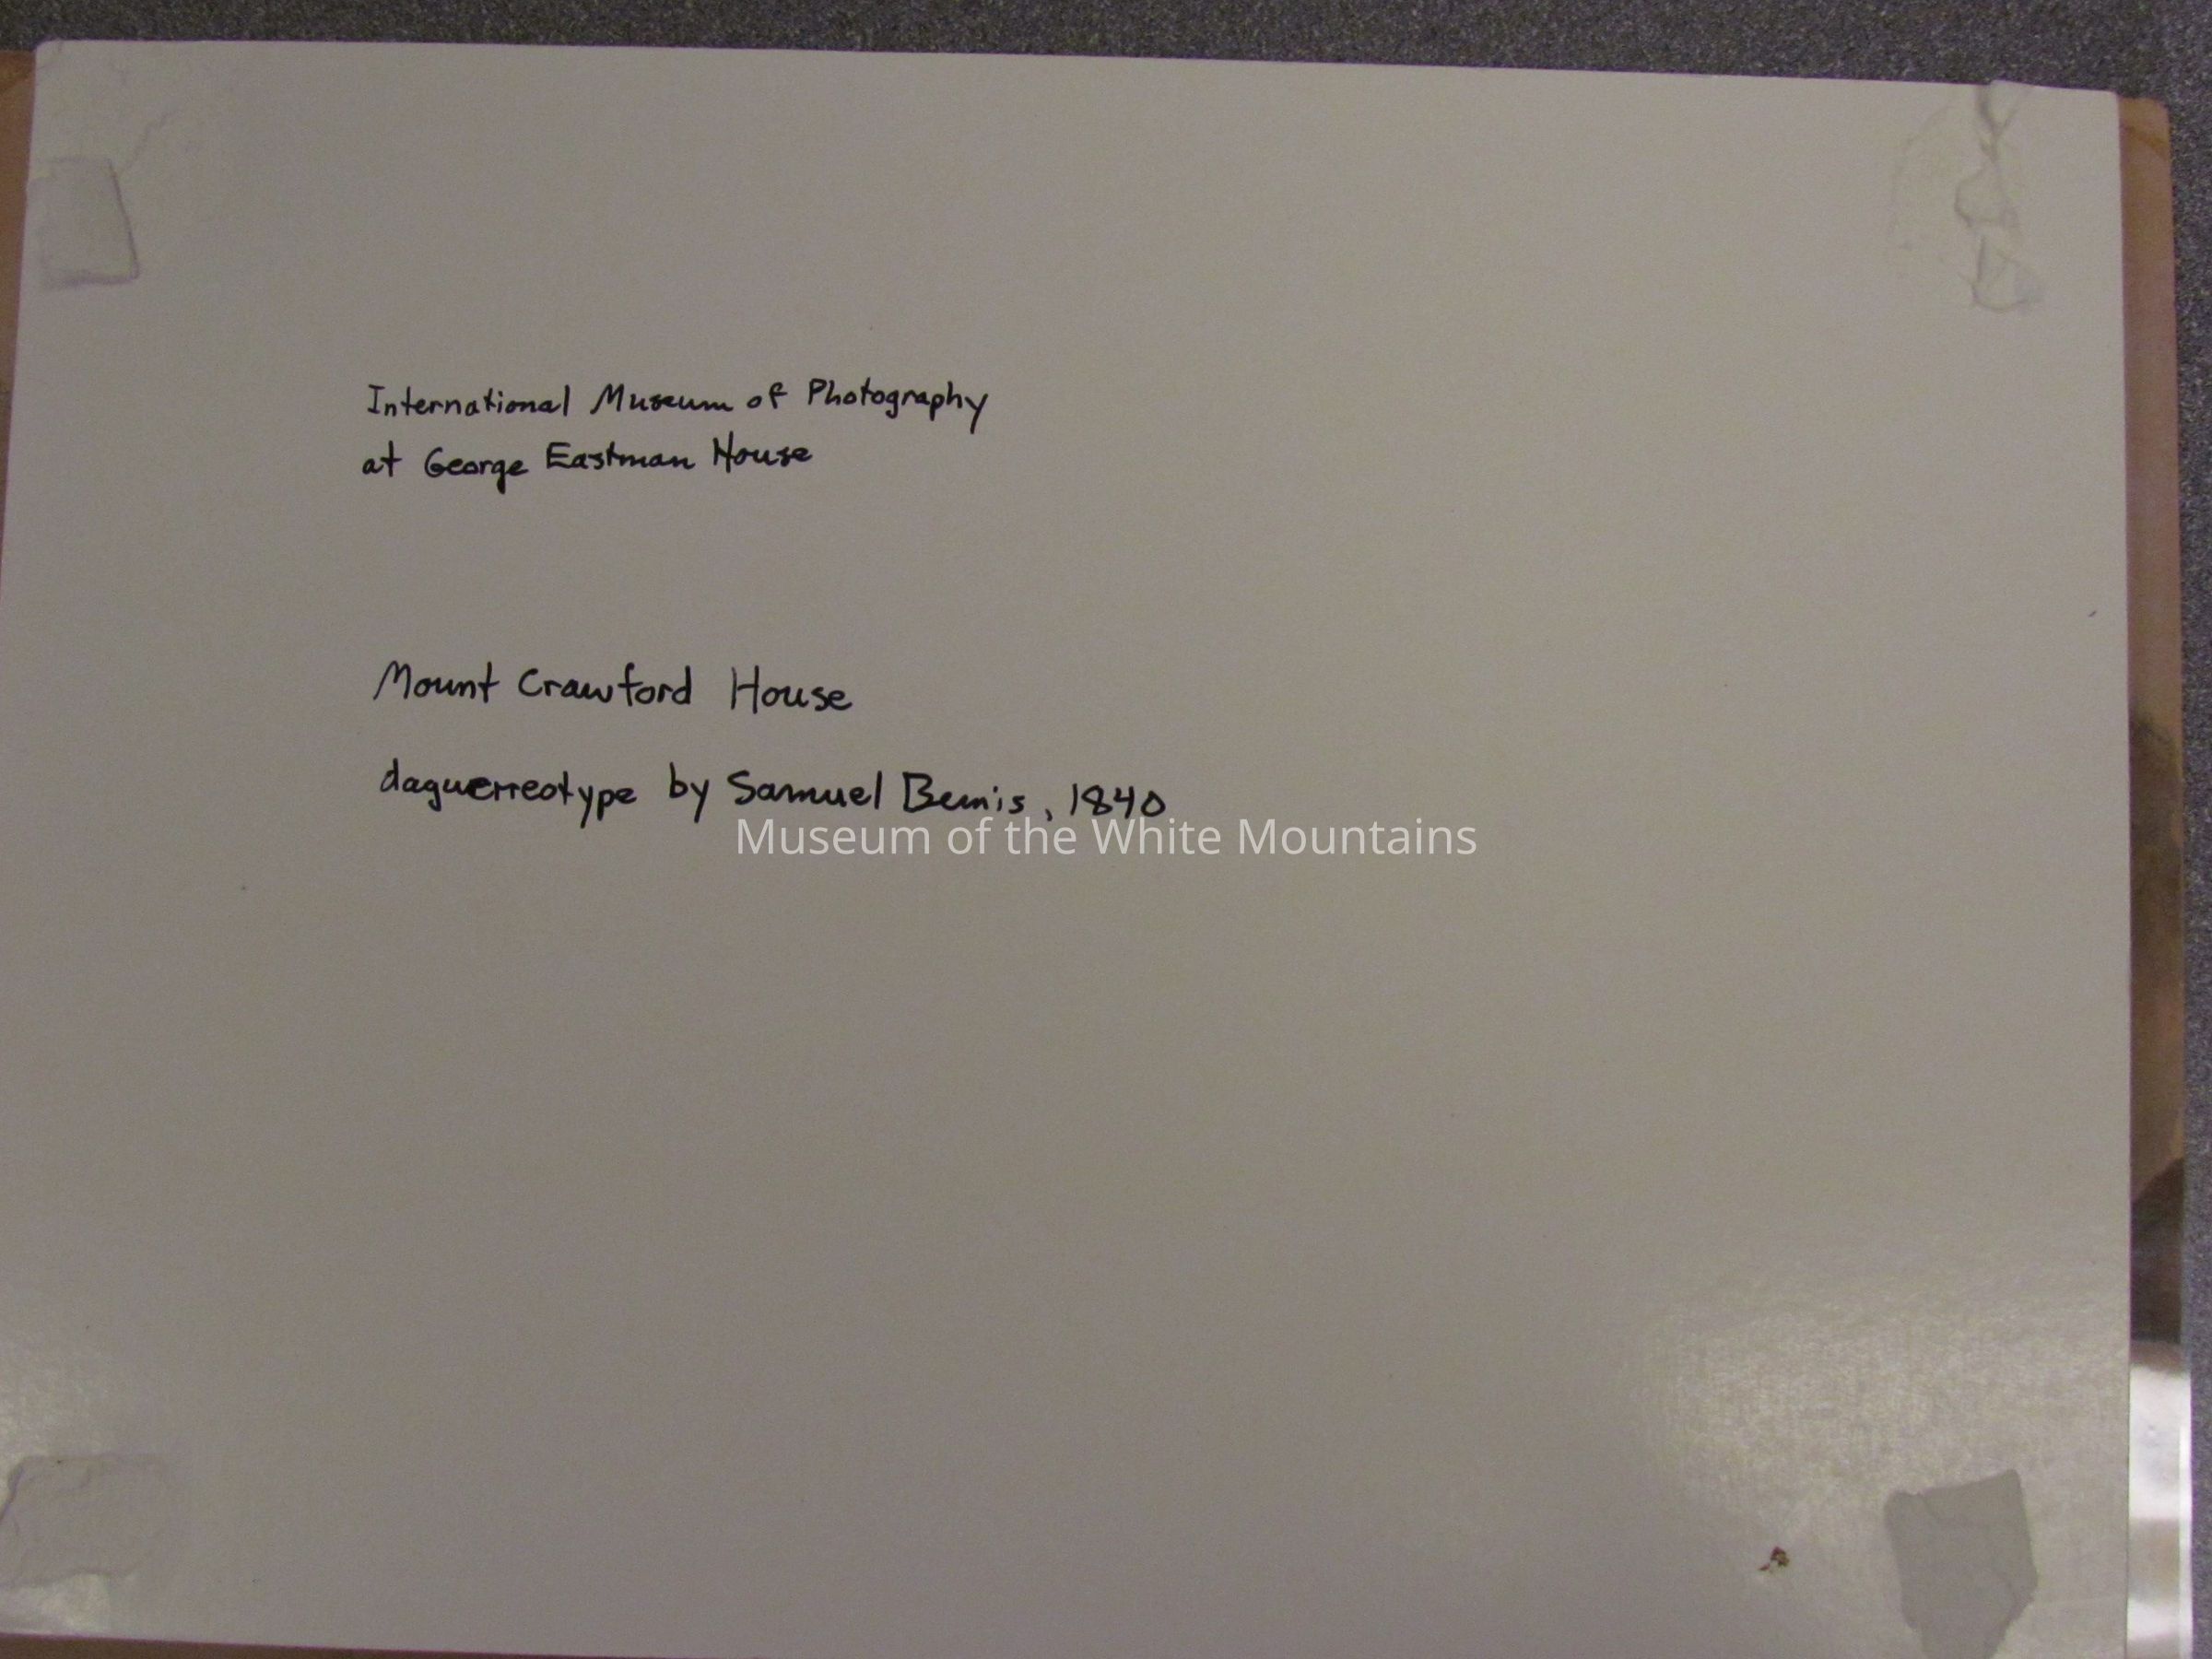 International Museum of Photography
at George Eastman House
Mount Crawford House
daguerreotype by Samuel Bemis, 1840
Museum of the White Mountains